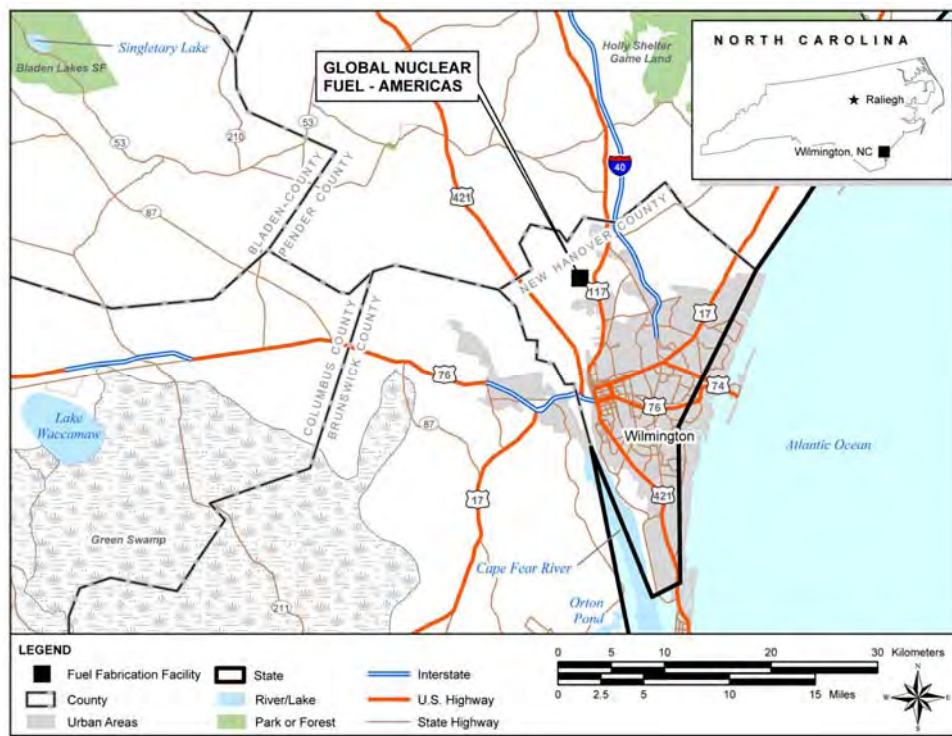 Singletary Lake
Bladen Lakes SF
GLOBAL NUCLEAR
FUEL - AMERICAS
Holly Shelter
Game Land
NORTH CAROLINA
Raliegh
Wilmington, NC
53
210
53
87
421
40
BLADEN-COUNTY
PENDER COUNTY
NEW HANOVER COUNTY
117
17
COLUMBUS COUNTY
BRUNSWICK COUNTY
76
74
76
Lake
Waccamaw
87
Wilmington
Atlantic Ocean
17
421
Green Swamp
Cape Fear River
211
Orton
Pond
LEGEND
Fuel Fabrication Facility
State
Interstate
County
River/Lake
U.S. Highway
Urban Areas
Park or Forest
State Highway
0 5 10 20 30 Kilometers
0 2.5 5 10 15 Miles
N
W E
S